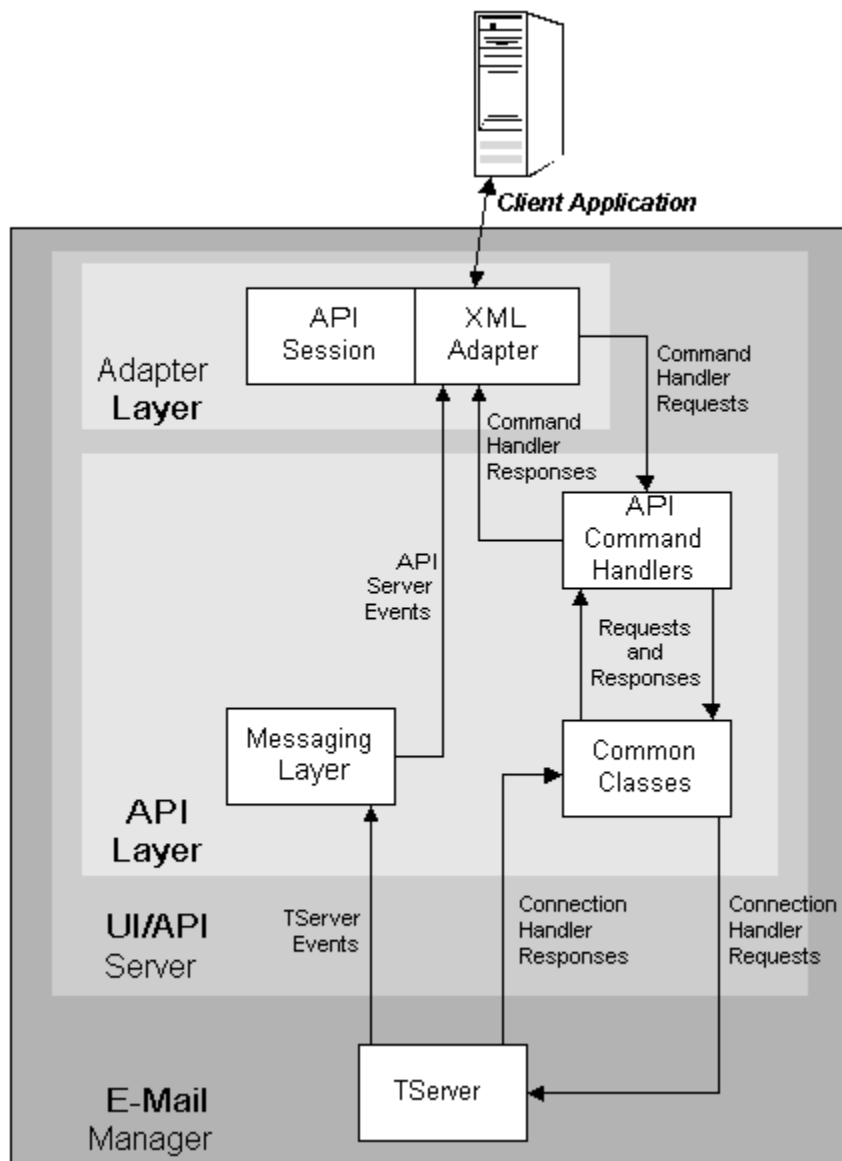 Client Application
API
Session
XML
Adapter
Adapter
Layer
Command
Handler
Requests
Command
Handler
Responses
API
Command
Handlers
API
Server
Events
Requests
and
Responses
Messaging
Layer
Common
Classes
API
Layer
UI/API
Server
TServer
Events
Connection
Handler
Responses
Connection
Handler
Requests
TServer
E-Mail
Manager